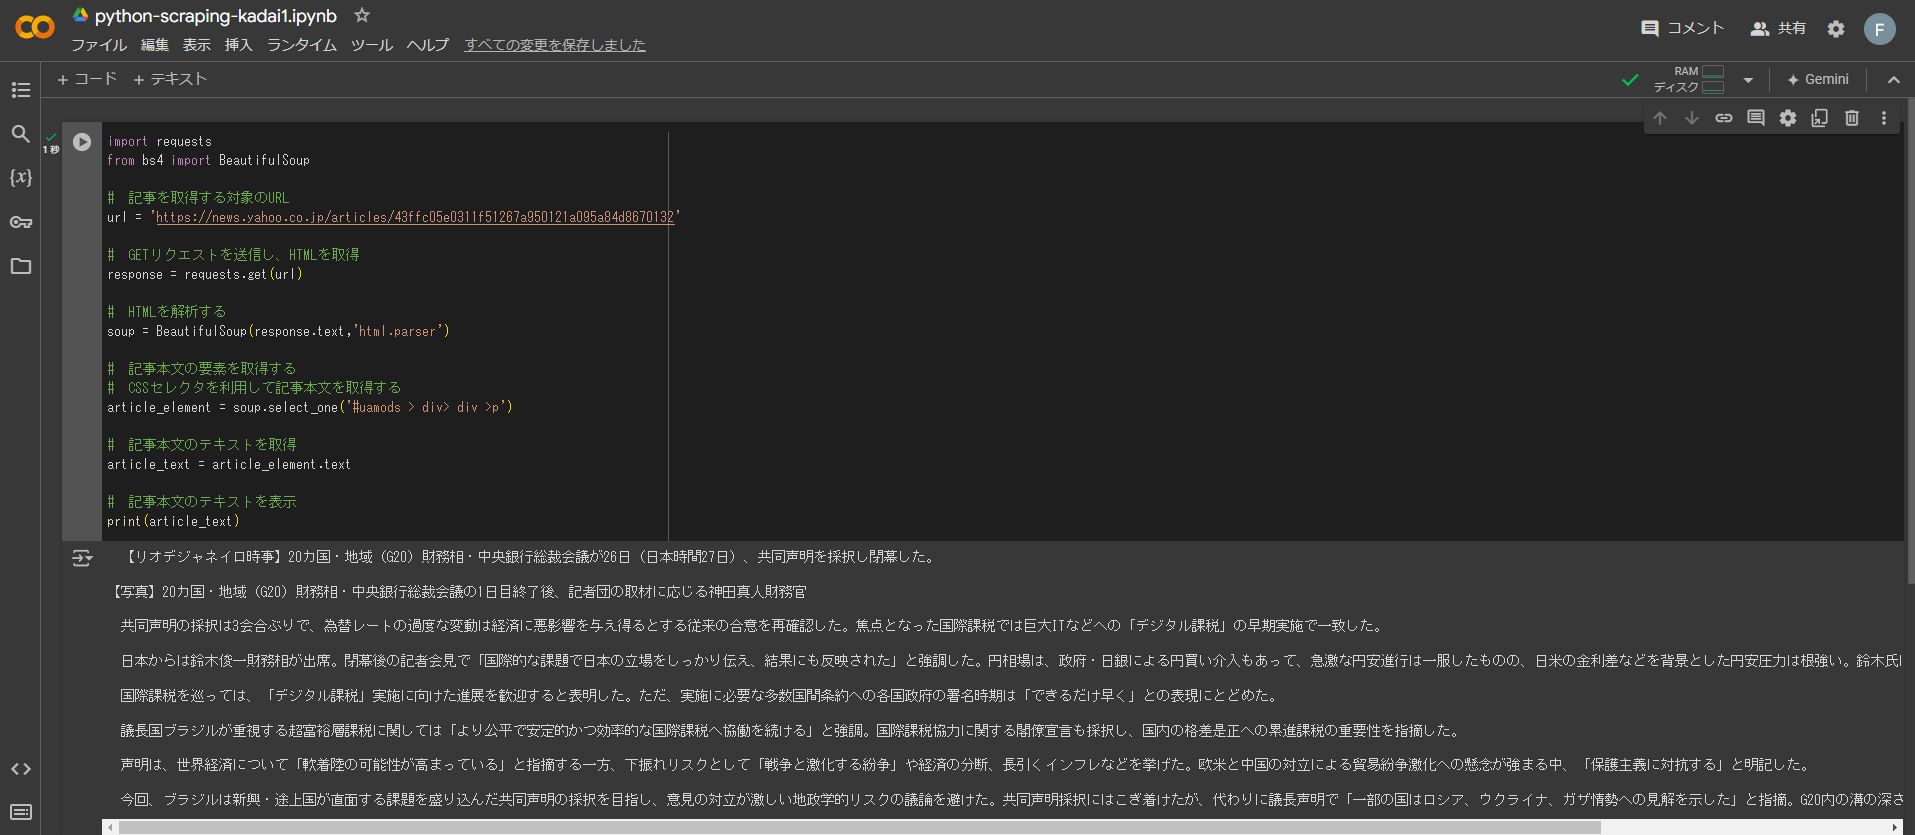 python-scraping-kadai1.ipynb
ファイル 編集 表示 挿入 ランタイム ツール ヘルプ すべての変更を保存しました
コメント 共有 F
+ コード + テキスト
RAM
ディスク
Gemini
1 秒
import requests
from bs4 import BeautifulSoup
# 記事を取得する対象のURL
url = 'https://news.yahoo.co.jp/articles/43ffc05e0311f51267a950121a095a84d8670132'
# GETリクエストを送信し、HTMLを取得
response = requests.get(url)
# HTMLを解析する
soup = BeautifulSoup(response.text,'html.parser')
# 記事本文の要素を取得する
# CSSセレクタを利用して記事本文を取得する
article_element = soup.select_one('#uamods > div> div >p')
# 記事本文のテキストを取得
article_text = article_element.text
# 記事本文のテキストを表示
print(article_text)
【リオデジャネイロ時事】20カ国・地域（G20）財務相・中央銀行総裁会議が26日（日本時間27日）、共同声明を採択し閉幕した。
【写真】20カ国・地域（G20）財務相・中央銀行総裁会議の1日目終了後、記者団の取材に応じる神田真人財務官
共同声明の採択は3会合ぶりで、為替レートの過度な変動は経済に悪影響を与え得るとする従来の合意を再確認した。焦点となった国際課税では巨大ITなどへの「デジタル課税」の早期実施で一致した。
日本からは鈴木俊一財務相が出席。閉幕後の記者会見で「国際的な課題で日本の立場をしっかり伝え、結果にも反映された」と強調した。円相場は、政府・日銀による円買い介入もあって、急激な円安進行は一服したものの、日米の金利差などを背景とした円安圧力は根強い。鈴木氏は
国際課税を巡っては、「デジタル課税」実施に向けた進展を歓迎すると表明した。ただ、実施に必要な多数国間条約への各国政府の署名時期は「できるだけ早く」との表現にとどめた。
議長国ブラジルが重視する超富裕層課税に関しては「より公平で安定的かつ効率的な国際課税へ協働を続ける」と強調。国際課税協力に関する閣僚宣言も採択し、国内の格差是正への累進課税の重要性を指摘した。
声明は、世界経済について「軟着陸の可能性が高まっている」と指摘する一方、下振れリスクとして「戦争と激化する紛争」や経済の分断、長引くインフレなどを挙げた。欧米と中国の対立による貿易紛争激化への懸念が強まる中、「保護主義に対抗する」と明記した。
今回、ブラジルは新興・途上国が直面する課題を盛り込んだ共同声明の採択を目指し、意見の対立が激しい地政学的リスクの議論を避けた。共同声明採択にはこぎ着けたが、代わりに議長声明で「一部の国はロシア、ウクライナ、ガザ情勢への見解を示した」と指摘。G20内の溝の深さ